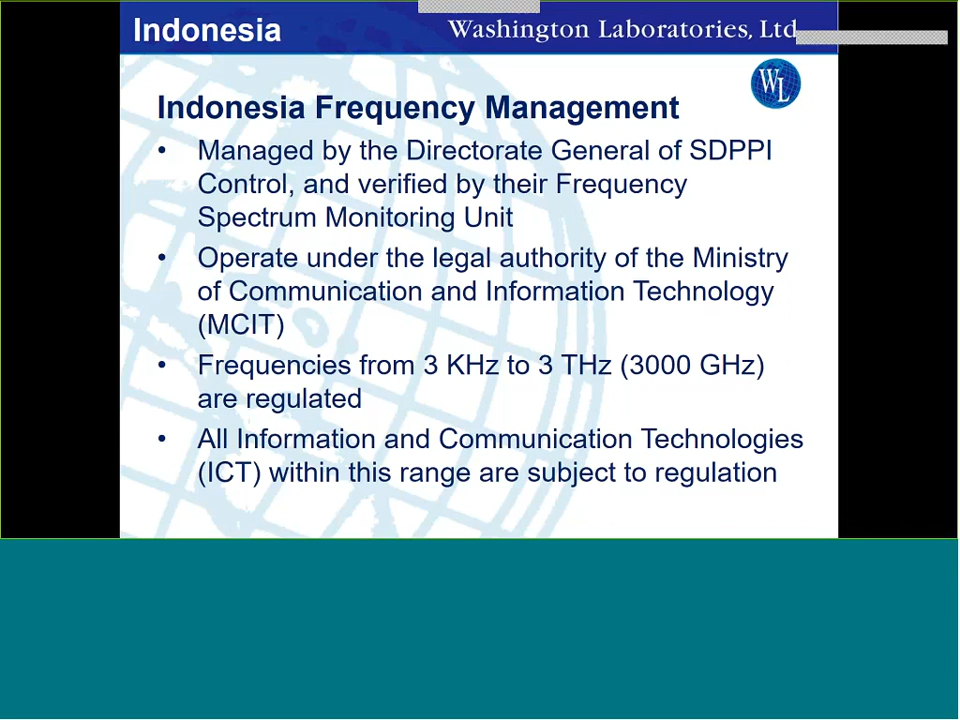 Indonesia
Washington Laboratories, Ltd
WL
Indonesia Frequency Management
• Managed by the Directorate General of SDPPI
Control, and verified by their Frequency
Spectrum Monitoring Unit
• Operate under the legal authority of the Ministry
of Communication and Information Technology
(MCIT)
• Frequencies from 3 KHz to 3 THz (3000 GHz)
are regulated
• All Information and Communication Technologies
(ICT) within this range are subject to regulation